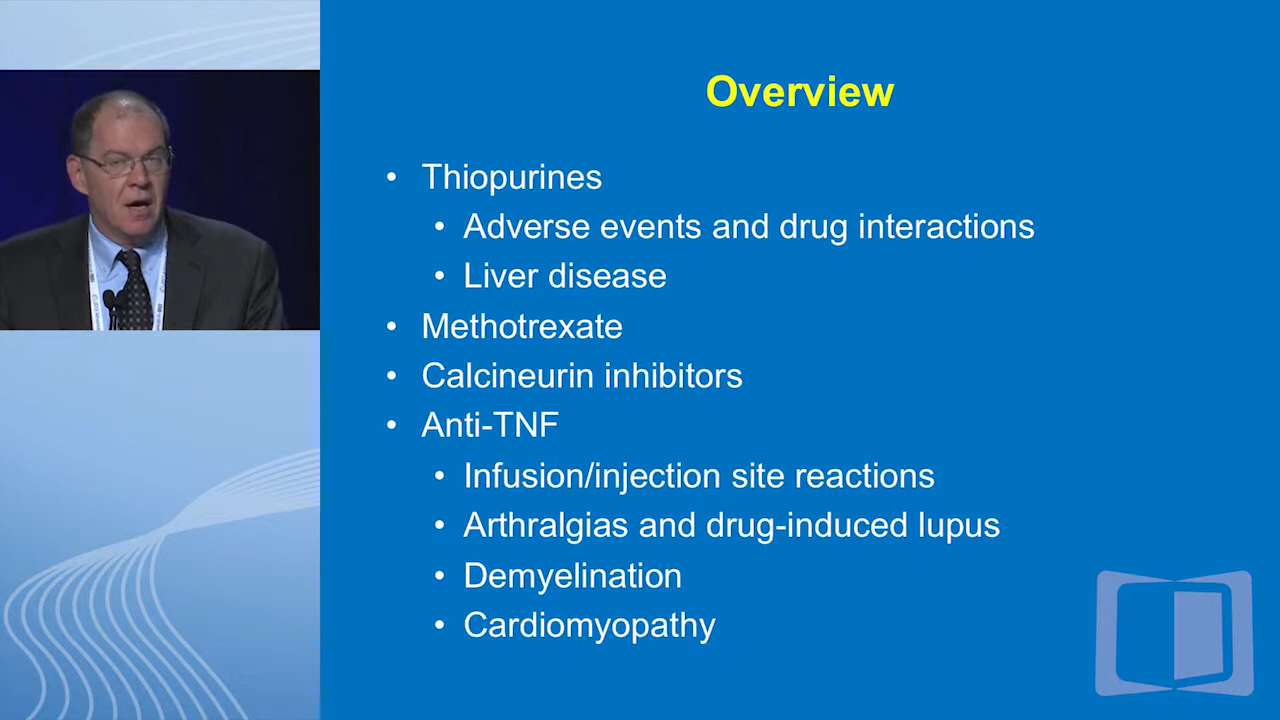 Overview
• Thiopurines
• Adverse events and drug interactions
• Liver disease
• Methotrexate
• Calcineurin inhibitors
• Anti-TNF
• Infusion/injection site reactions
• Arthralgias and drug-induced lupus
• Demyelination
• Cardiomyopathy